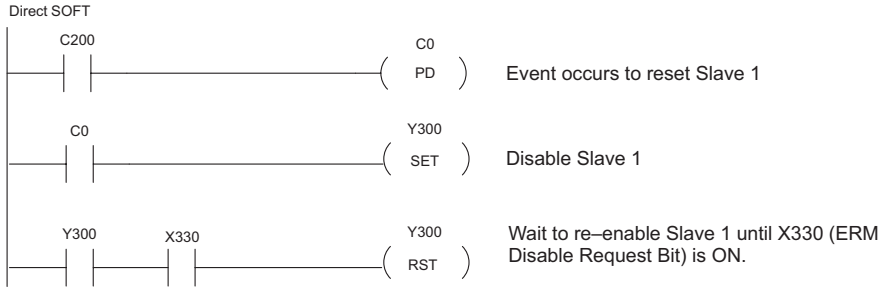 Direct SOFT
C200
C0
PD
Event occurs to reset Slave 1
C0
Y300
SET
Disable Slave 1
Y300
X330
Y300
RST
Wait to re–enable Slave 1 until X330 (ERM
Disable Request Bit) is ON.